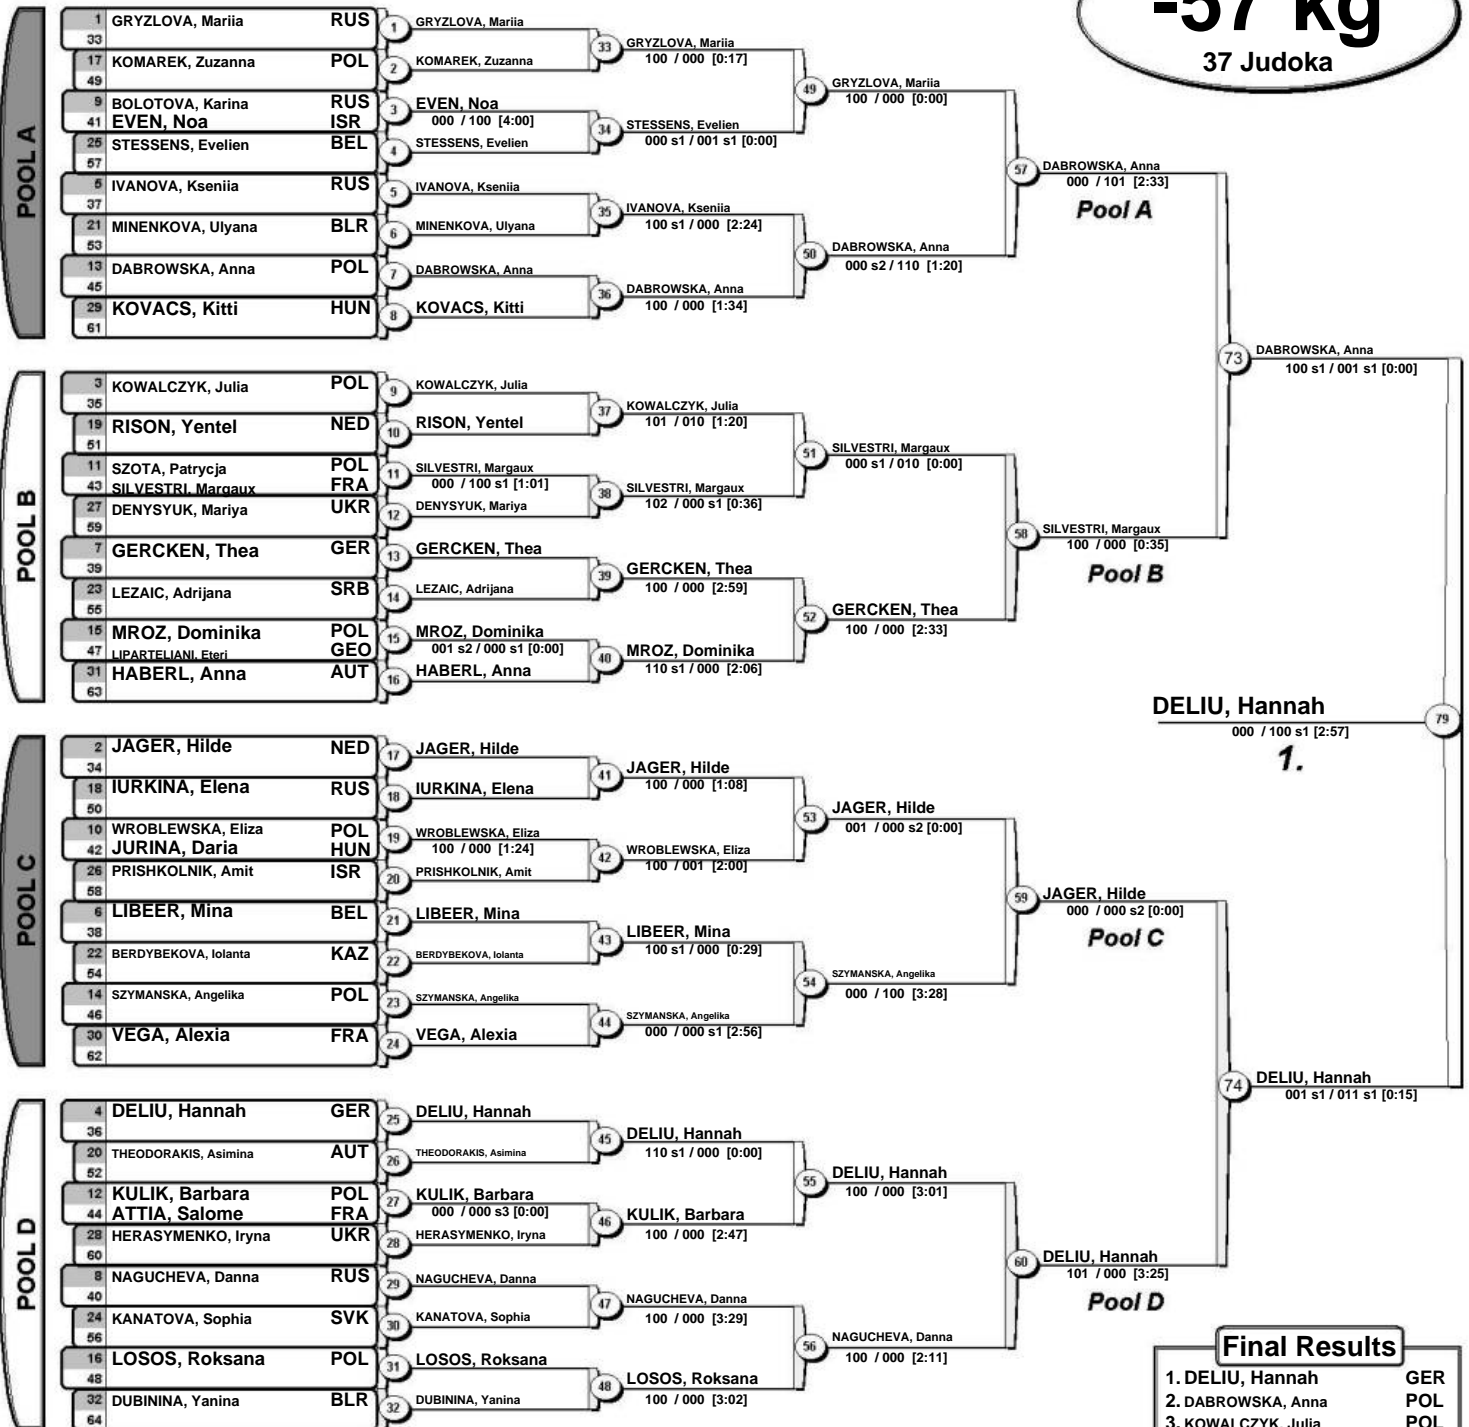 -57 kg
37 Judoka
POOL A
1 GRYZLOVA, Mariia RUS
33
17 KOMAREK, Zuzanna POL
49
9 BOLOTOVA, Karina RUS
41 EVEN, Noa ISR
25 STESSENS, Evelien BEL
57
5 IVANOVA, Kseniia RUS
37
21 MINENKOVA, Ulyana BLR
53
13 DABROWSKA, Anna POL
45
29 KOVACS, Kitti HUN
61
1 GRYZLOVA, Mariia
2 KOMAREK, Zuzanna
3 EVEN, Noa
000 / 100 [4:00]
4 STESSENS, Evelien
5 IVANOVA, Kseniia
6 MINENKOVA, Ulyana
7 DABROWSKA, Anna
8 KOVACS, Kitti
33 GRYZLOVA, Mariia
100 / 000 [0:17]
34 STESSENS, Evelien
000 s1 / 001 s1 [0:00]
35 IVANOVA, Kseniia
100 s1 / 000 [2:24]
36 DABROWSKA, Anna
100 / 000 [1:34]
49 GRYZLOVA, Mariia
100 / 000 [0:00]
50 DABROWSKA, Anna
000 s2 / 110 [1:20]
57 DABROWSKA, Anna
000 / 101 [2:33]
Pool A
POOL B
3 KOWALCZYK, Julia POL
35
19 RISON, Yentel NED
51
11 SZOTA, Patrycja POL
43 SILVESTRI, Margaux FRA
27 DENYSYUK, Mariya UKR
59
7 GERCKEN, Thea GER
39
23 LEZAIC, Adrijana SRB
55
15 MROZ, Dominika POL
47 LIPARTELIANI, Eteri GEO
31 HABERL, Anna AUT
63
9 KOWALCZYK, Julia
10 RISON, Yentel
11 SILVESTRI, Margaux
000 / 100 s1 [1:01]
12 DENYSYUK, Mariya
13 GERCKEN, Thea
14 LEZAIC, Adrijana
15 MROZ, Dominika
001 s2 / 000 s1 [0:00]
16 HABERL, Anna
37 KOWALCZYK, Julia
101 / 010 [1:20]
38 SILVESTRI, Margaux
102 / 000 s1 [0:36]
39 GERCKEN, Thea
100 / 000 [2:59]
40 MROZ, Dominika
110 s1 / 000 [2:06]
51 SILVESTRI, Margaux
000 s1 / 010 [0:00]
52 GERCKEN, Thea
100 / 000 [2:33]
58 SILVESTRI, Margaux
100 / 000 [0:35]
Pool B
73 DABROWSKA, Anna
100 s1 / 001 s1 [0:00]
DELIU, Hannah 79
000 / 100 s1 [2:57]
1.
POOL C
2 JAGER, Hilde NED
34
18 IURKINA, Elena RUS
50
10 WROBLEWSKA, Eliza POL
42 JURINA, Daria HUN
26 PRISHKOLNIK, Amit ISR
58
6 LIBEER, Mina BEL
38
22 BERDYBEKOVA, Iolanta KAZ
54
14 SZYMANSKA, Angelika POL
46
30 VEGA, Alexia FRA
62
17 JAGER, Hilde
18 IURKINA, Elena
19 WROBLEWSKA, Eliza
100 / 000 [1:24]
20 PRISHKOLNIK, Amit
21 LIBEER, Mina
22 BERDYBEKOVA, Iolanta
23 SZYMANSKA, Angelika
24 VEGA, Alexia
41 JAGER, Hilde
100 / 000 [1:08]
42 WROBLEWSKA, Eliza
100 / 001 [2:00]
43 LIBEER, Mina
100 s1 / 000 [0:29]
44 SZYMANSKA, Angelika
000 / 000 s1 [2:56]
53 JAGER, Hilde
001 / 000 s2 [0:00]
54 SZYMANSKA, Angelika
000 / 100 [3:28]
59 JAGER, Hilde
000 / 000 s2 [0:00]
Pool C
POOL D
4 DELIU, Hannah GER
36
20 THEODORAKIS, Asimina AUT
52
12 KULIK, Barbara POL
44 ATTIA, Salome FRA
28 HERASYMENKO, Iryna UKR
60
8 NAGUCHEVA, Danna RUS
40
24 KANATOVA, Sophia SVK
56
16 LOSOS, Roksana POL
48
32 DUBININA, Yanina BLR
64
25 DELIU, Hannah
26 THEODORAKIS, Asimina
27 KULIK, Barbara
000 / 000 s3 [0:00]
28 HERASYMENKO, Iryna
29 NAGUCHEVA, Danna
30 KANATOVA, Sophia
31 LOSOS, Roksana
32 DUBININA, Yanina
45 DELIU, Hannah
110 s1 / 000 [0:00]
46 KULIK, Barbara
100 / 000 [2:47]
47 NAGUCHEVA, Danna
100 / 000 [3:29]
48 LOSOS, Roksana
100 / 000 [3:02]
55 DELIU, Hannah
100 / 000 [3:01]
56 NAGUCHEVA, Danna
100 / 000 [2:11]
60 DELIU, Hannah
101 / 000 [3:25]
Pool D
74 DELIU, Hannah
001 s1 / 011 s1 [0:15]
Final Results
1. DELIU, Hannah GER
2. DABROWSKA, Anna POL
3. KOWALCZYK, Julia POL